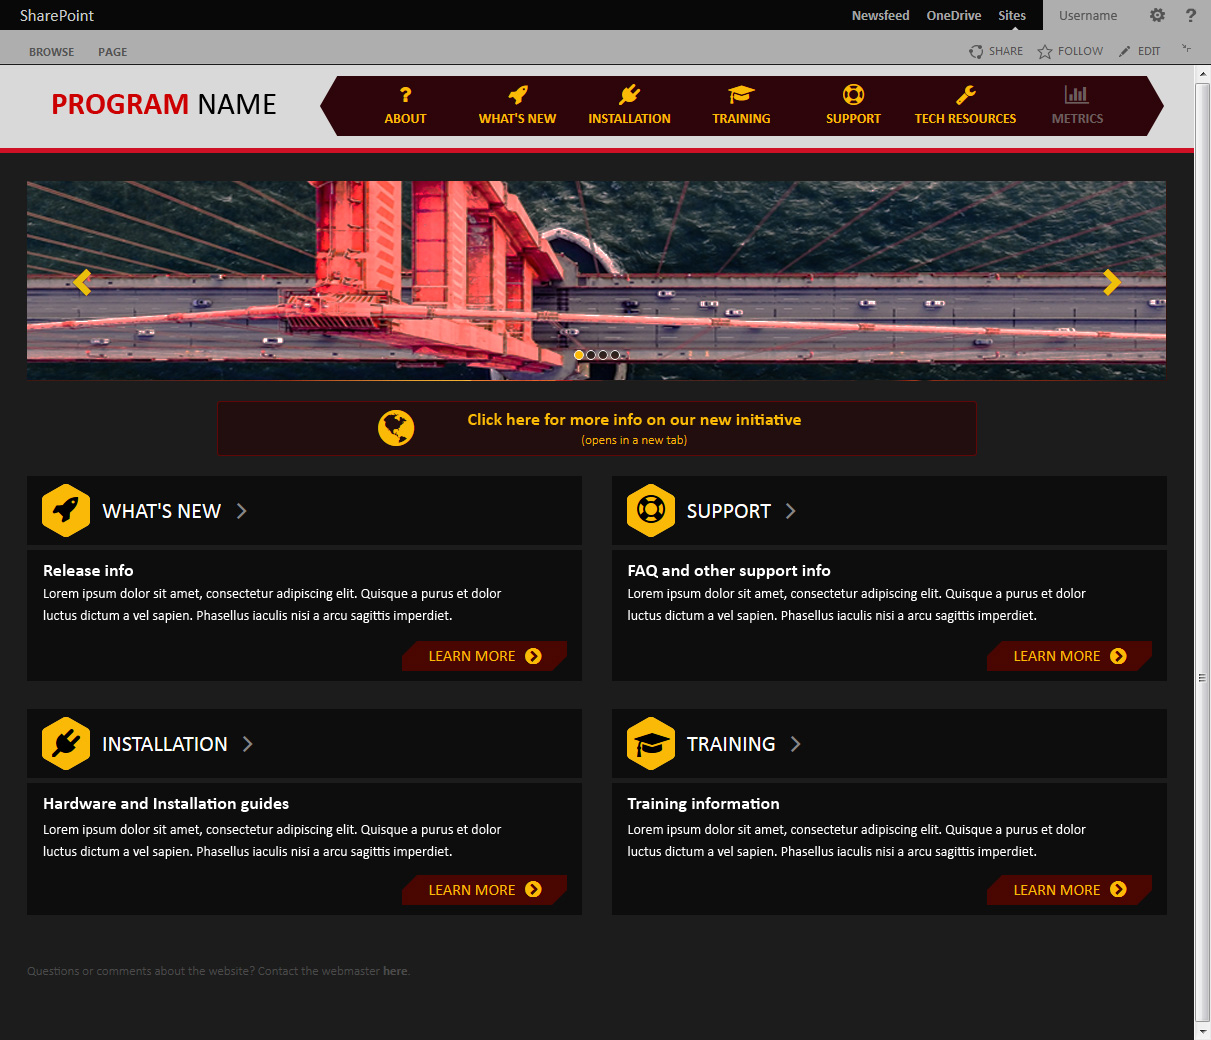 SharePoint
Newsfeed OneDrive Sites Username ?
BROWSE PAGE
SHARE FOLLOW EDIT
PROGRAM NAME
?
ABOUT WHAT'S NEW INSTALLATION TRAINING SUPPORT TECH RESOURCES METRICS
Click here for more info on our new initiative
(opens in a new tab)
WHAT'S NEW
Release info
Lorem ipsum dolor sit amet, consectetur adipiscing elit. Quisque a purus et dolor
luctus dictum a vel sapien. Phasellus iaculis nisi a arcu sagittis imperdiet.
LEARN MORE
SUPPORT
FAQ and other support info
Lorem ipsum dolor sit amet, consectetur adipiscing elit. Quisque a purus et dolor
luctus dictum a vel sapien. Phasellus iaculis nisi a arcu sagittis imperdiet.
LEARN MORE
INSTALLATION
Hardware and Installation guides
Lorem ipsum dolor sit amet, consectetur adipiscing elit. Quisque a purus et dolor
luctus dictum a vel sapien. Phasellus iaculis nisi a arcu sagittis imperdiet.
LEARN MORE
TRAINING
Training information
Lorem ipsum dolor sit amet, consectetur adipiscing elit. Quisque a purus et dolor
luctus dictum a vel sapien. Phasellus iaculis nisi a arcu sagittis imperdiet.
LEARN MORE
Questions or comments about the website? Contact the webmaster here.